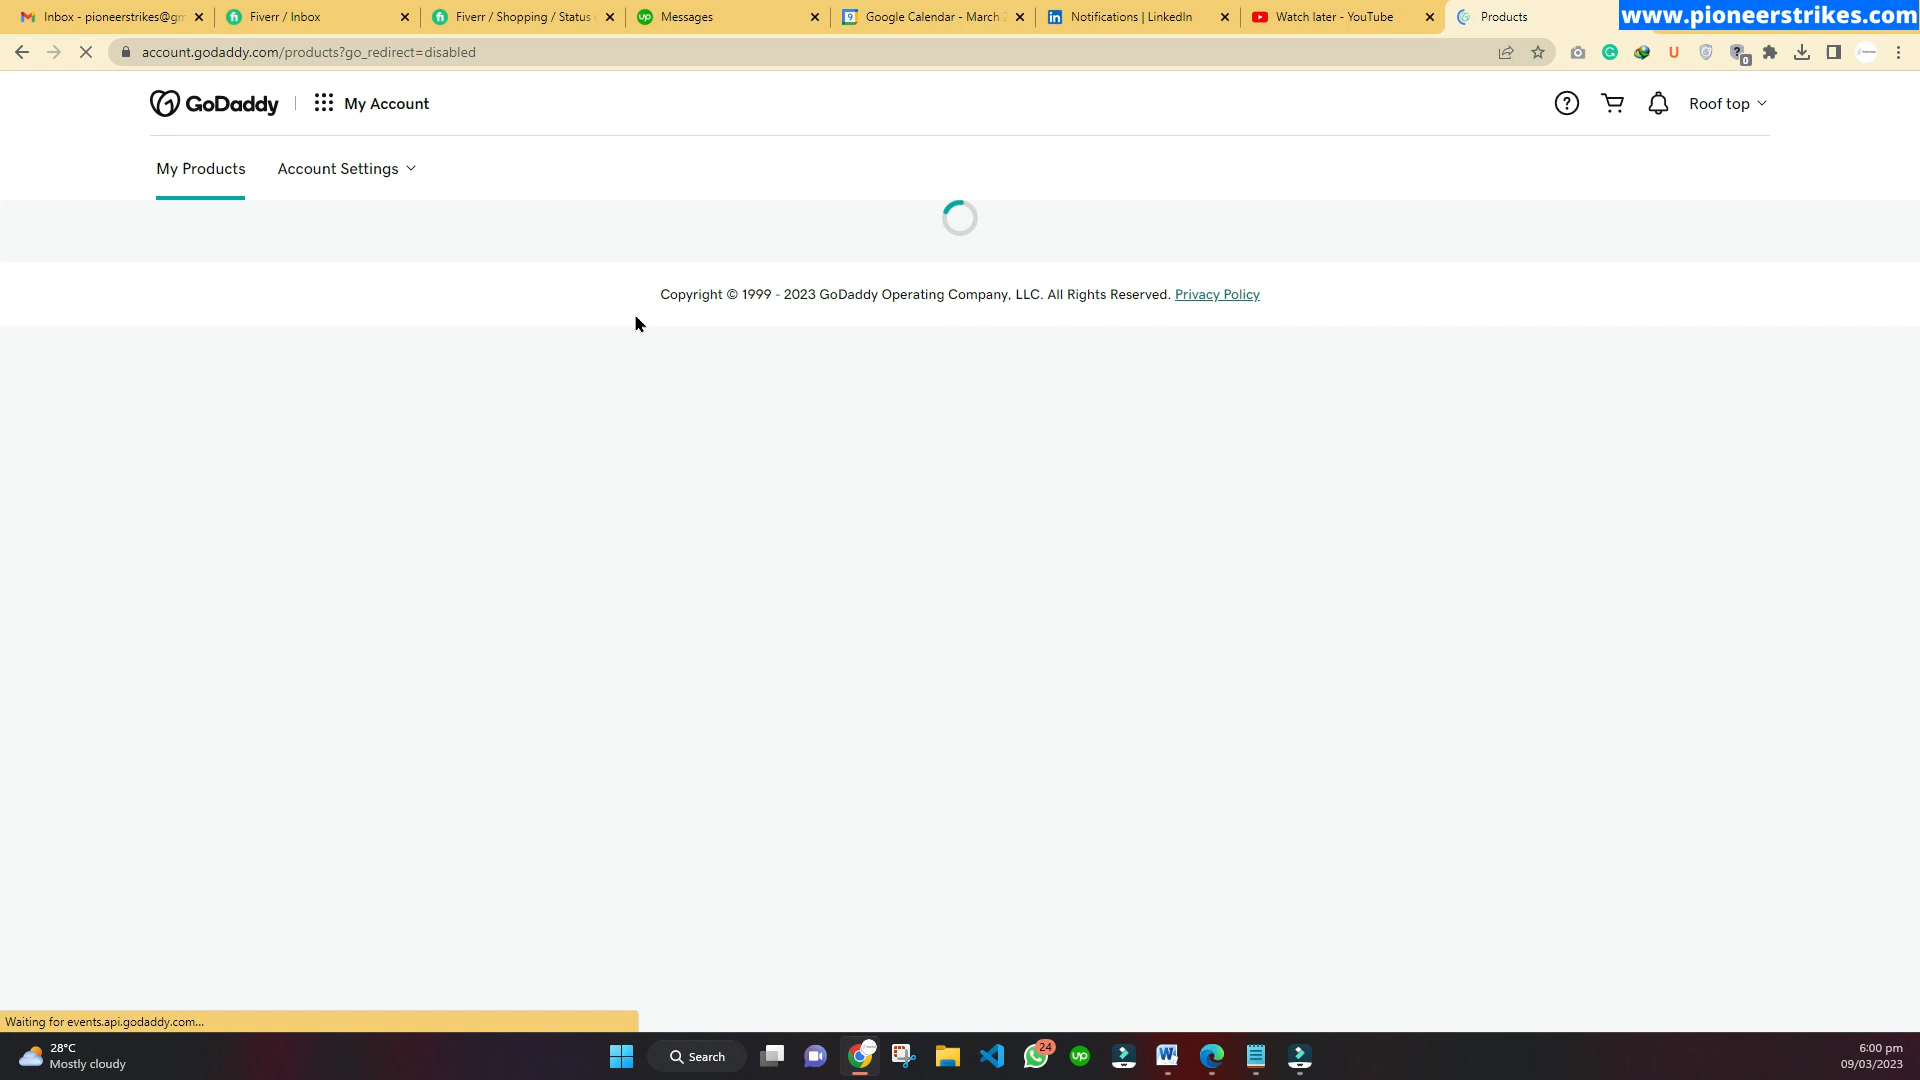 Inbox - pioneerstrikes@gm
Fiverr / Inbox
Fiverr / Shopping / Status
Messages
Google Calendar - March 2
Notifications | LinkedIn
Watch later - YouTube
Products
www.pioneerstrikes.com
account.godaddy.com/products?go_redirect=disabled
0
GoDaddy
My Account
Roof top
My Products
Account Settings
Copyright © 1999 - 2023 GoDaddy Operating Company, LLC. All Rights Reserved. Privacy Policy
Waiting for events.api.godaddy.com...
28°C
Mostly cloudy
Search
24
6:00 pm
09/03/2023